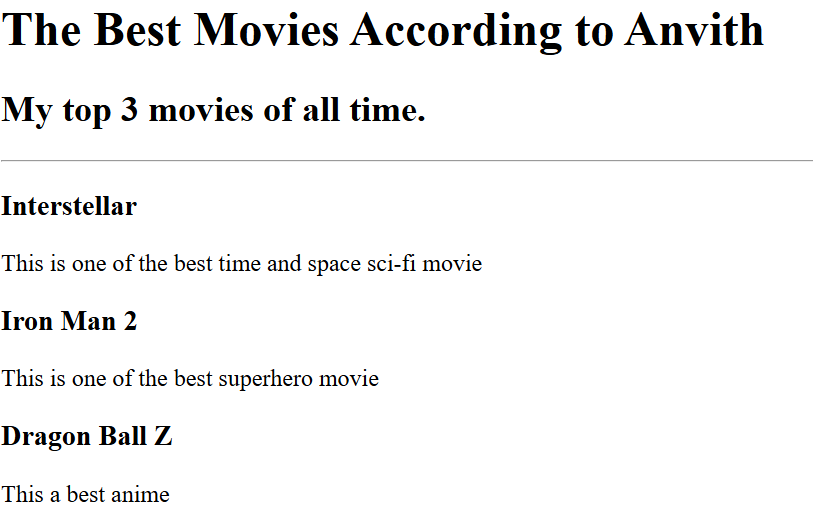 The Best Movies According to Anvith
My top 3 movies of all time.
Interstellar
This is one of the best time and space sci-fi movie
Iron Man 2
This is one of the best superhero movie
Dragon Ball Z
This a best anime